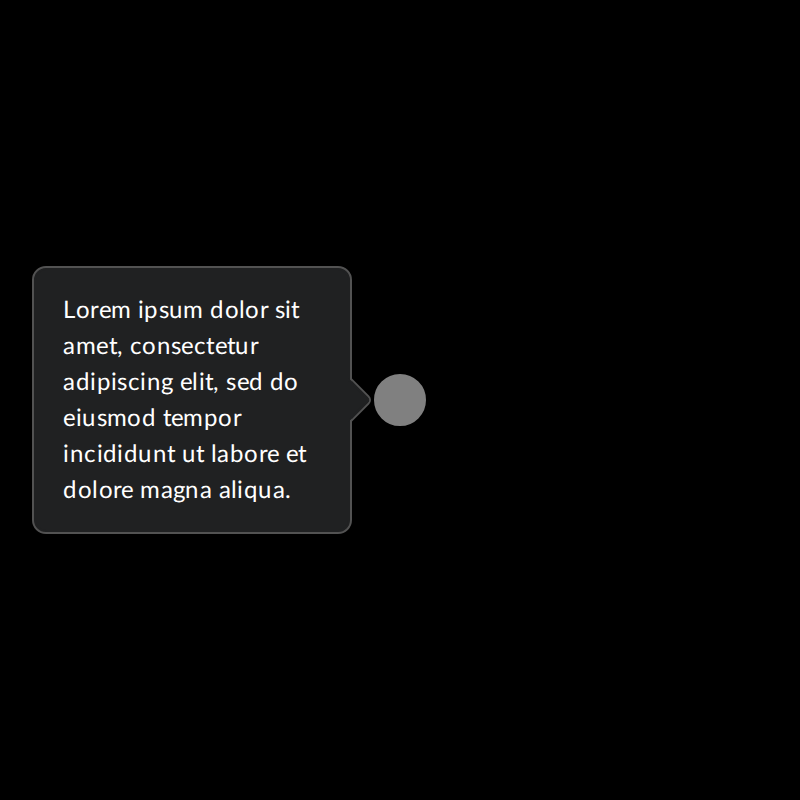 Lorem ipsum dolor sit
amet, consectetur
adipiscing elit, sed do
eiusmod tempor
incididunt ut labore et
dolore magna aliqua.